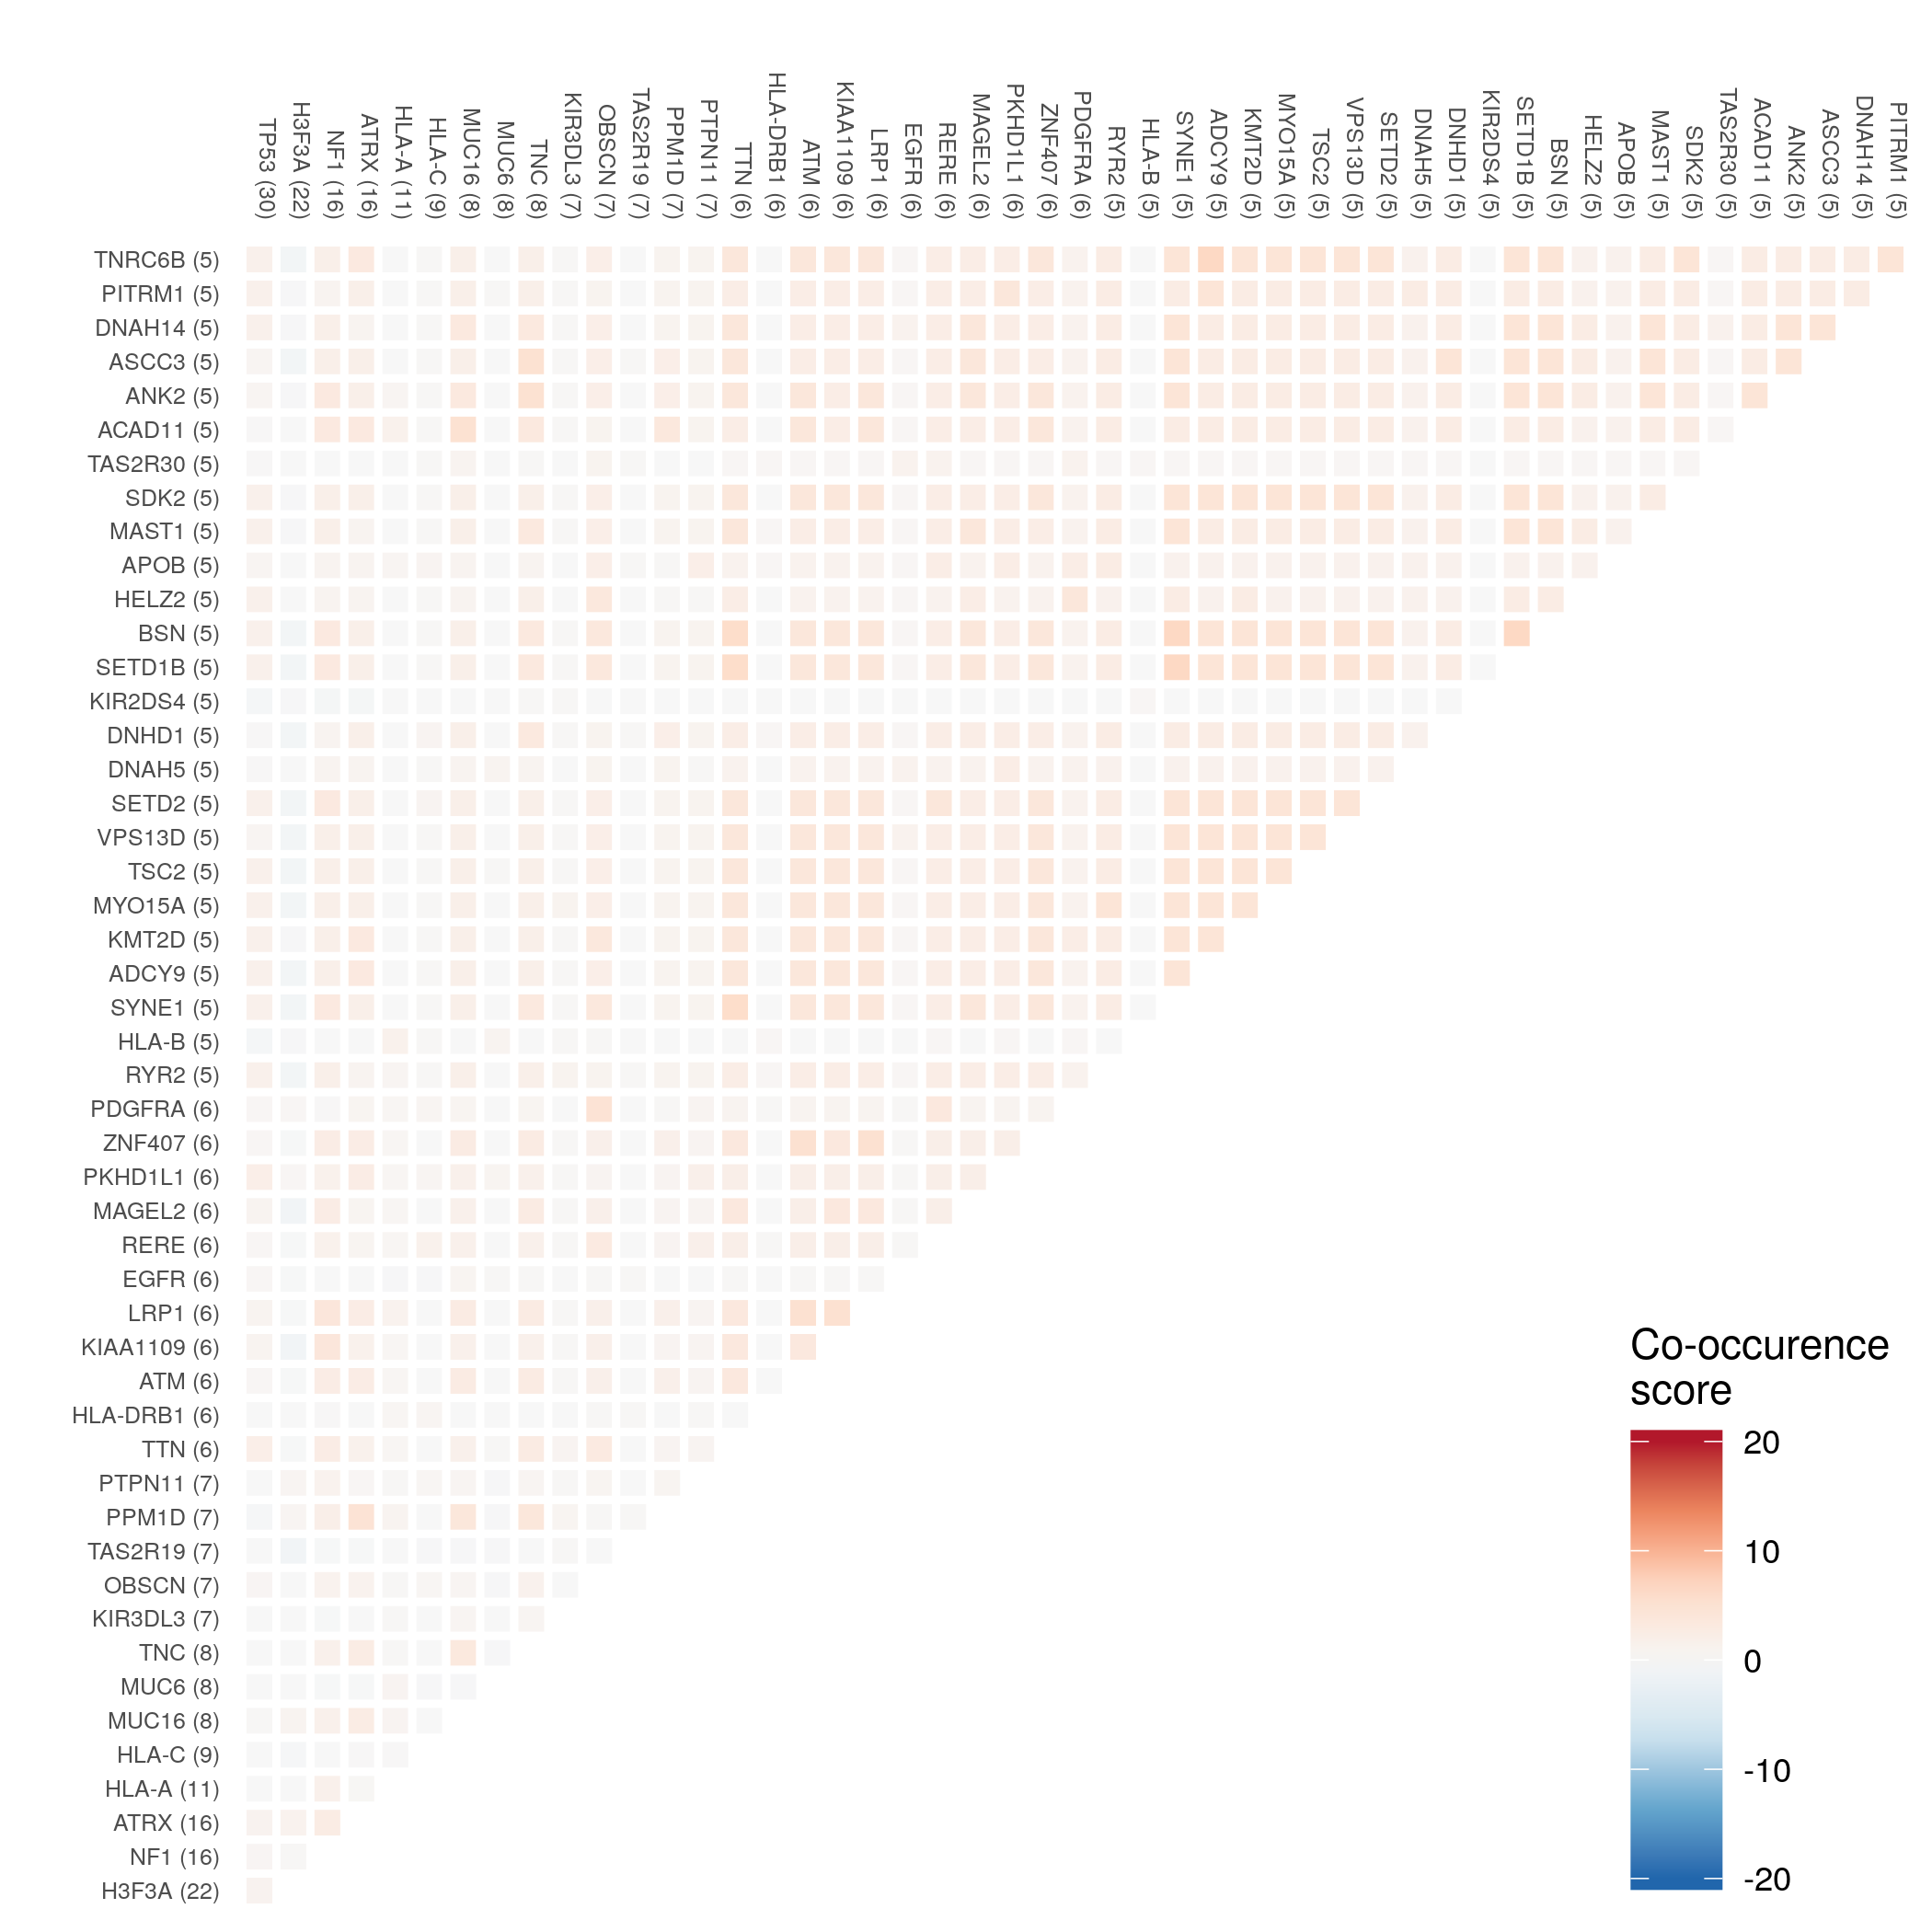 TP53 (30)
H3F3A (22)
NF1 (16)
ATRX (16)
HLA-A (11)
HLA-C (9)
MUC16 (8)
MUC6 (8)
TNC (8)
KIR3DL3 (7)
OBSCN (7)
TAS2R19 (7)
PPM1D (7)
PTPN11 (7)
TTN (6)
HLA-DRB1 (6)
ATM (6)
KIAA1109 (6)
LRP1 (6)
EGFR (6)
RERE (6)
MAGEL2 (6)
PKHD1L1 (6)
ZNF407 (6)
PDGFRA (6)
RYR2 (5)
HLA-B (5)
SYNE1 (5)
ADCY9 (5)
KMT2D (5)
MYO15A (5)
TSC2 (5)
VPS13D (5)
SETD2 (5)
DNAH5 (5)
DNHD1 (5)
KIR2DS4 (5)
SETD1B (5)
BSN (5)
HELZ2 (5)
APOB (5)
MAST1 (5)
SDK2 (5)
TAS2R30 (5)
ACAD11 (5)
ANK2 (5)
ASCC3 (5)
DNAH14 (5)
PITRM1 (5)
TNRC6B (5)
PITRM1 (5)
DNAH14 (5)
ASCC3 (5)
ANK2 (5)
ACAD11 (5)
TAS2R30 (5)
SDK2 (5)
MAST1 (5)
APOB (5)
HELZ2 (5)
BSN (5)
SETD1B (5)
KIR2DS4 (5)
DNHD1 (5)
DNAH5 (5)
SETD2 (5)
VPS13D (5)
TSC2 (5)
MYO15A (5)
KMT2D (5)
ADCY9 (5)
SYNE1 (5)
HLA-B (5)
RYR2 (5)
PDGFRA (6)
ZNF407 (6)
PKHD1L1 (6)
MAGEL2 (6)
RERE (6)
EGFR (6)
LRP1 (6)
KIAA1109 (6)
ATM (6)
HLA-DRB1 (6)
TTN (6)
PTPN11 (7)
PPM1D (7)
TAS2R19 (7)
OBSCN (7)
KIR3DL3 (7)
TNC (8)
MUC6 (8)
MUC16 (8)
HLA-C (9)
HLA-A (11)
ATRX (16)
NF1 (16)
H3F3A (22)
Co-occurence
score
20
10
0
-10
-20